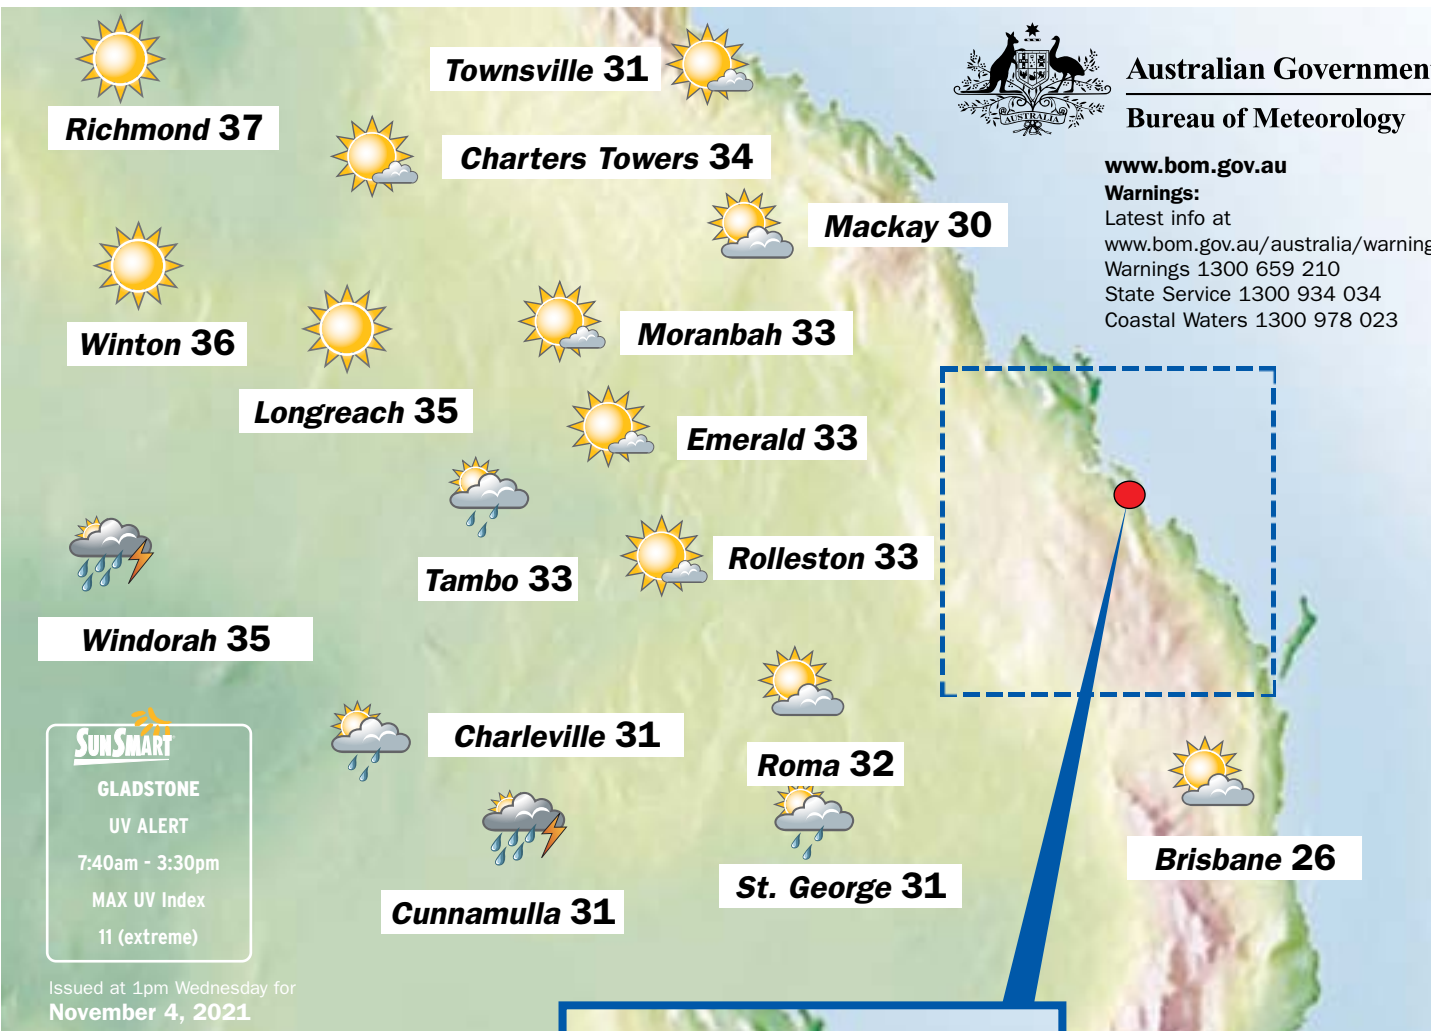 Richmond 37
Townsville 31
Charters Towers 34
Mackay 30
AUSTRALIA
Australian Government
Bureau of Meteorology
www.bom.gov.au
Warnings:
Latest info at
www.bom.gov.au/australia/warning
Warnings 1300 659 210
State Service 1300 934 034
Coastal Waters 1300 978 023
Winton 36
Longreach 35
Moranbah 33
Emerald 33
Tambo 33
Rolleston 33
Windorah 35
Charleville 31
Roma 32
Cunnamulla 31
St. George 31
Brisbane 26
SUNSMART
GLADSTONE
UV ALERT
7:40am - 3:30pm
MAX UV Index
11 (extreme)
Issued at 1pm Wednesday for
November 4, 2021